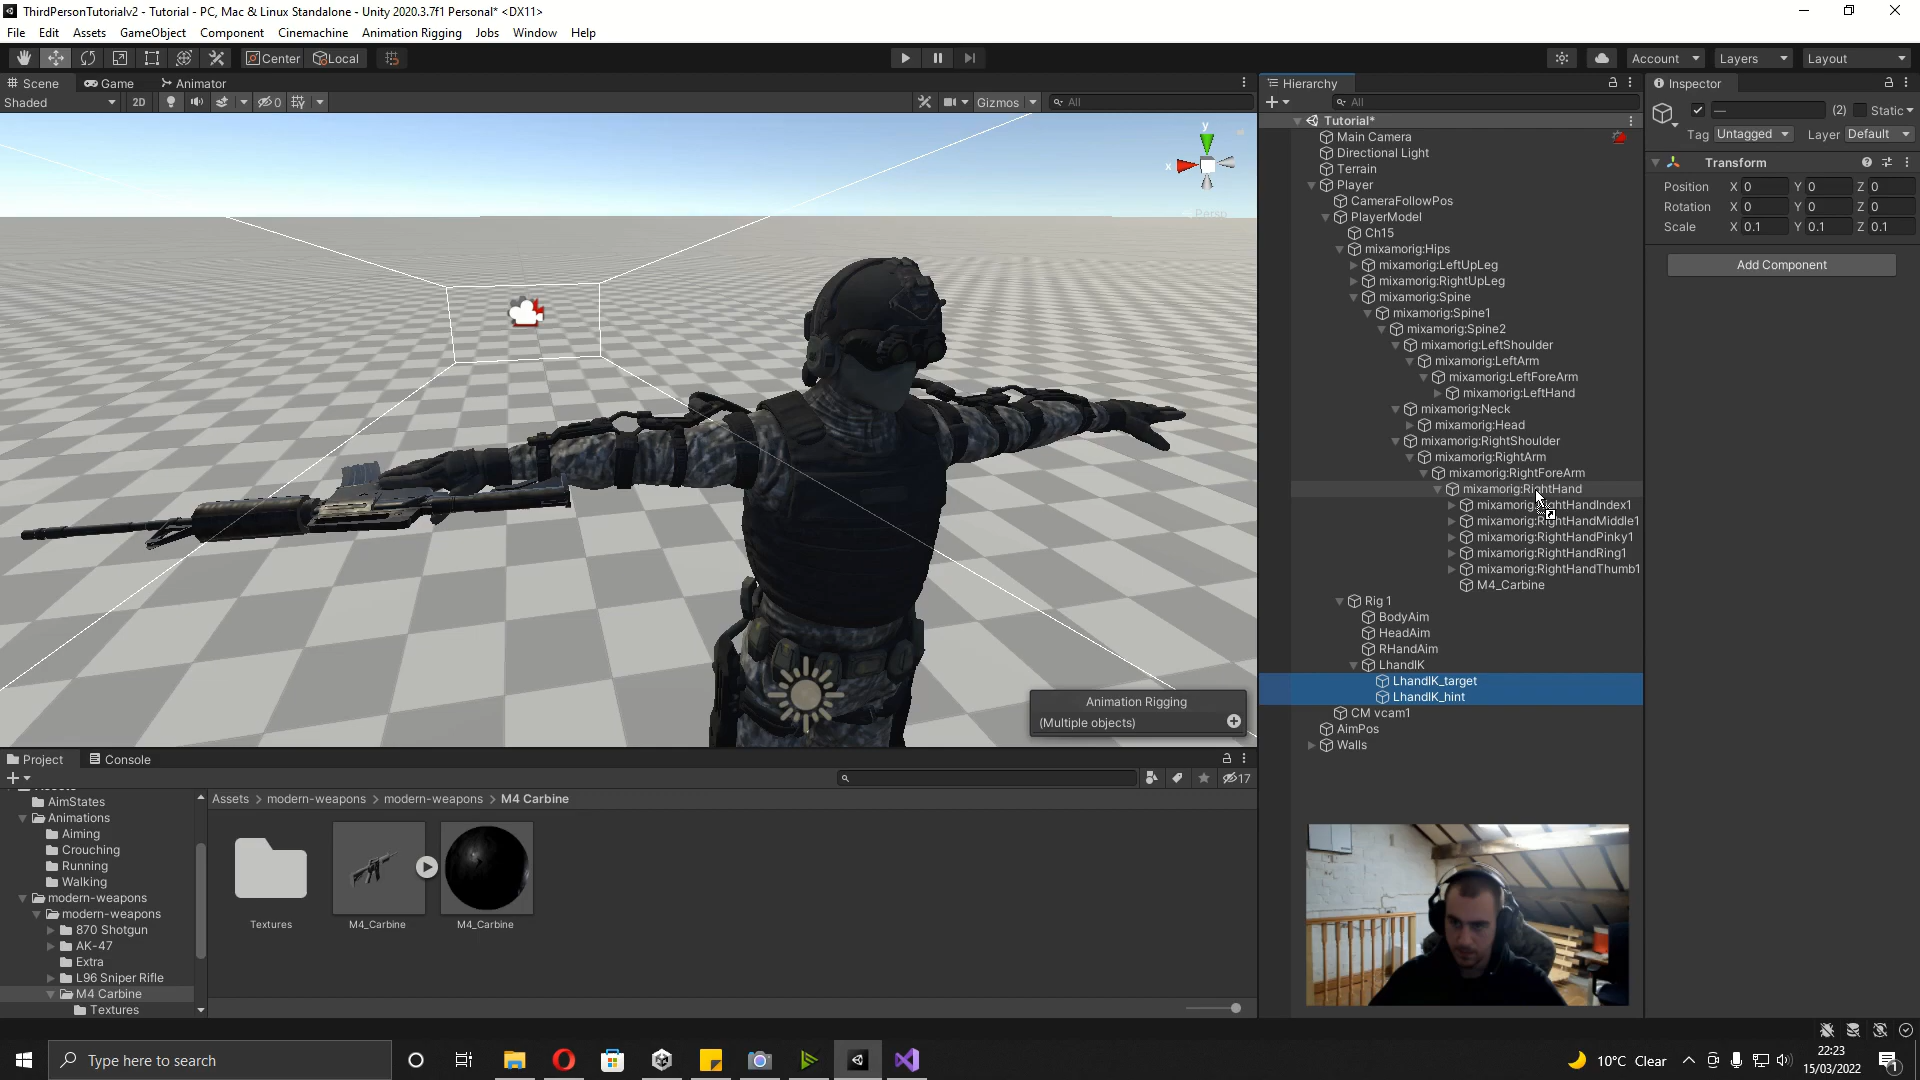 ThirdPersonTutorialv2 - Tutorial - PC, Mac & Linux Standalone - Unity 2020.3.7f1 Personal* <DX11>
File Edit Assets GameObject Component Cinemachine Animation Rigging Jobs Window Help
Center Local Account Layers Layout
Scene Game Animator
Shaded 2D 0 Gizmos All
y
x
Persp
Animation Rigging
(Multiple objects)
Hierarchy
All
Tutorial*
Main Camera
Directional Light
Terrain
Player
CameraFollowPos
PlayerModel
Ch15
mixamorig:Hips
mixamorig:LeftUpLeg
mixamorig:RightUpLeg
mixamorig:Spine
mixamorig:Spine1
mixamorig:Spine2
mixamorig:LeftShoulder
mixamorig:LeftArm
mixamorig:LeftForeArm
mixamorig:LeftHand
mixamorig:Neck
mixamorig:Head
mixamorig:RightShoulder
mixamorig:RightArm
mixamorig:RightForeArm
mixamorig:RightHand
mixamorig:RightHandIndex1
mixamorig:RightHandMiddle1
mixamorig:RightHandPinky1
mixamorig:RightHandRing1
mixamorig:RightHandThumb1
M4_Carbine
Rig 1
BodyAim
HeadAim
RHandAim
LhandIK
LhandIK_target
LhandIK_hint
CM vcam1
AimPos
Walls
Inspector
— (2) Static
Tag Untagged Layer Default
Transform
Position X 0 Y 0 Z 0
Rotation X 0 Y 0 Z 0
Scale X 0.1 Y 0.1 Z 0.1
Add Component
Project Console
17
AimStates
Animations
Aiming
Crouching
Running
Walking
modern-weapons
modern-weapons
870 Shotgun
AK-47
Extra
L96 Sniper Rifle
M4 Carbine
Textures
Assets > modern-weapons > modern-weapons > M4 Carbine
Textures M4_Carbine M4_Carbine
Type here to search
10°C Clear
22:23
15/03/2022
1